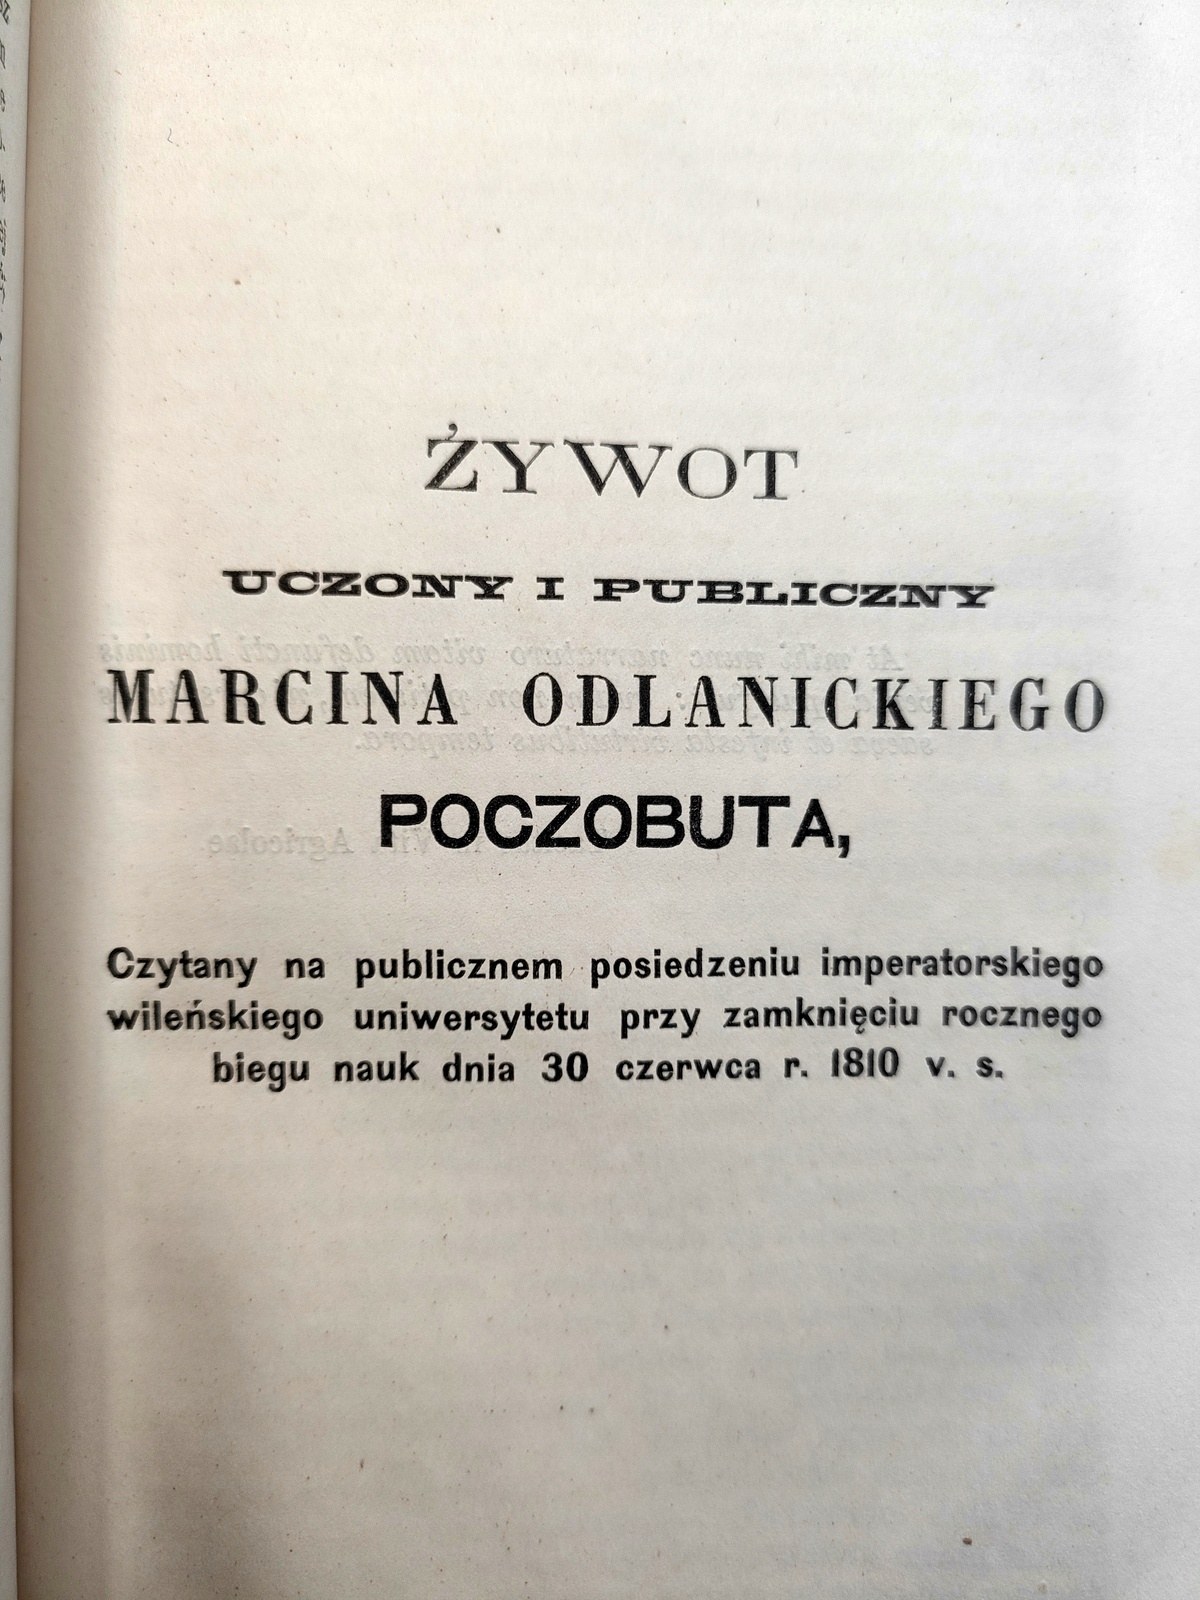 ŻYWOT
UCZONY I PUBLICZNY
MARCINA ODLANICKIEGO
POCZOBUTA,
Czytany na publicznem posiedzeniu imperatorskiego
wileńskiego uniwersytetu przy zamknięciu rocznego
biegu nauk dnia 30 czerwca r. 1810 v. s.